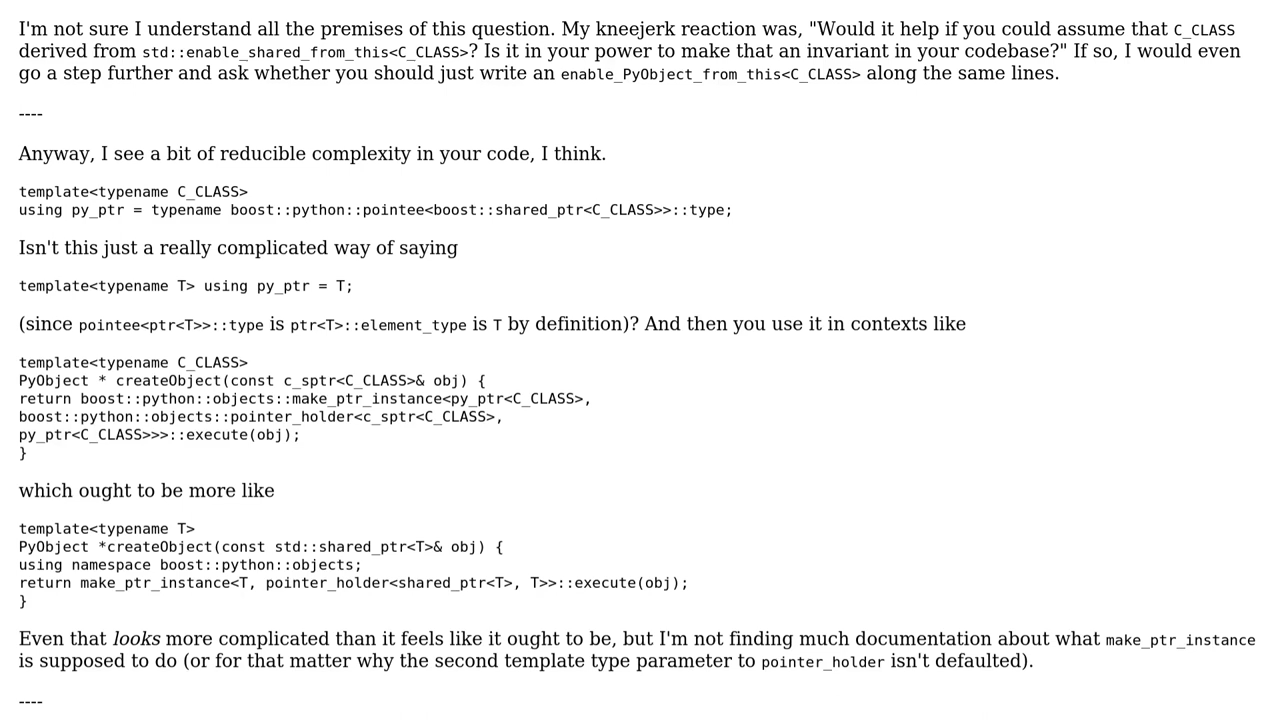 I'm not sure I understand all the premises of this question. My kneejerk reaction was, "Would it help if you could assume that C_CLASS
derived from std::enable_shared_from_this<C_CLASS>? Is it in your power to make that an invariant in your codebase?" If so, I would even
go a step further and ask whether you should just write an enable_PyObject_from_this<C_CLASS> along the same lines.
----
Anyway, I see a bit of reducible complexity in your code, I think.
template<typename C_CLASS>
using py_ptr = typename boost::python::pointee<boost::shared_ptr<C_CLASS>>::type;
Isn't this just a really complicated way of saying
template<typename T> using py_ptr = T;
(since pointee<ptr<T>>::type is ptr<T>::element_type is T by definition)? And then you use it in contexts like
template<typename C_CLASS>
PyObject * createObject(const c_sptr<C_CLASS>& obj) {
return boost::python::objects::make_ptr_instance<py_ptr<C_CLASS>,
boost::python::objects::pointer_holder<c_sptr<C_CLASS>,
py_ptr<C_CLASS>>>::execute(obj);
}
which ought to be more like
template<typename T>
PyObject *createObject(const std::shared_ptr<T>& obj) {
using namespace boost::python::objects;
return make_ptr_instance<T, pointer_holder<shared_ptr<T>, T>>::execute(obj);
}
Even that looks more complicated than it feels like it ought to be, but I'm not finding much documentation about what make_ptr_instance
is supposed to do (or for that matter why the second template type parameter to pointer_holder isn't defaulted).
----